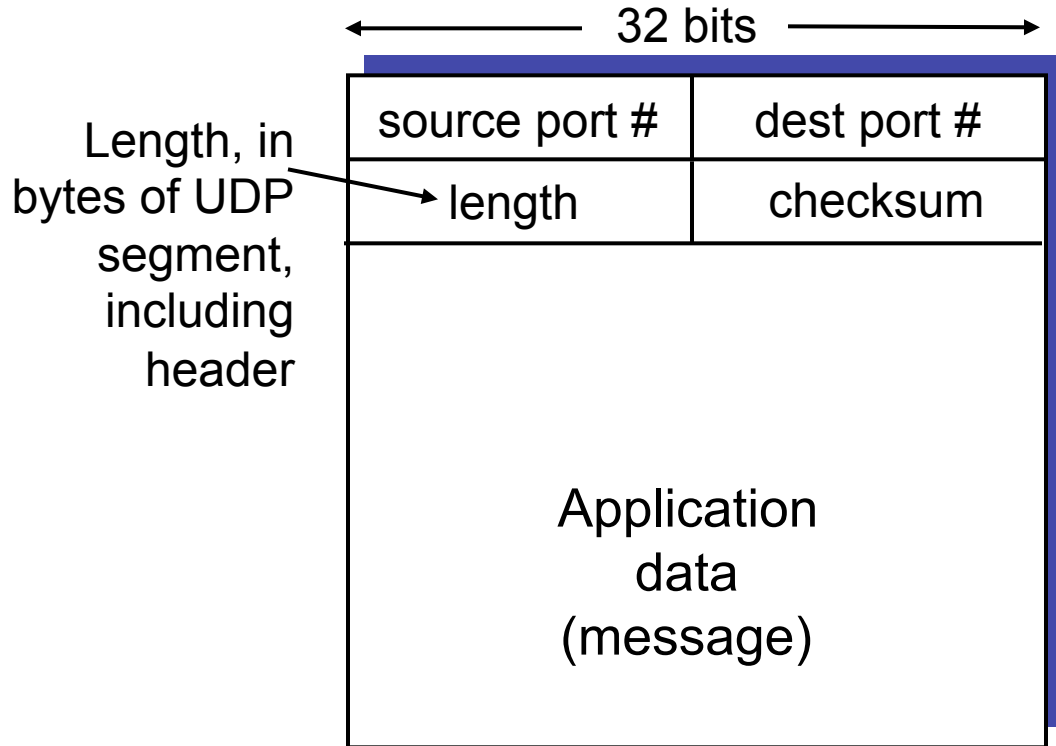 32 bits
source port #
dest port #
Length, in
bytes of UDP
segment,
including
header
length
checksum
Application
data
(message)